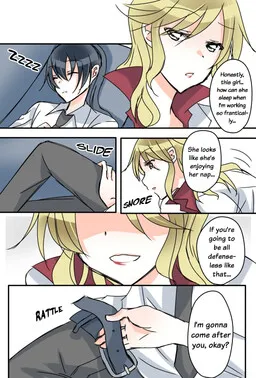 ZZZZ
Honestly,
this girl...
how can she
sleep when
I'm working
so frantical-
ly...
SLIDE
She looks
like she's
enjoying
her nap...
SNORE
If you're
going to
be all
defense-
less like
that...
RATTLE
I'm gonna
come after
you, okay?